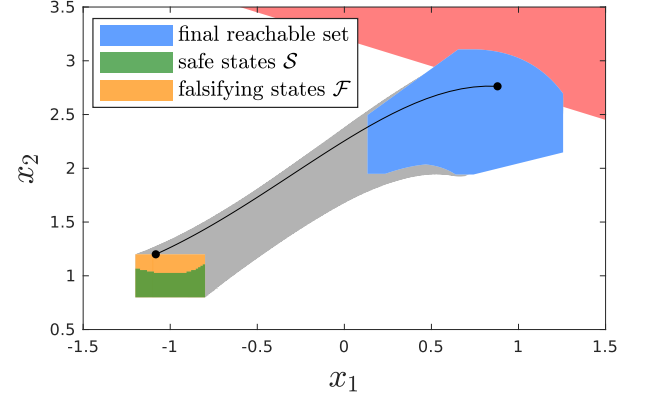 3.5
3
2.5
2
1.5
1
0.5
x₂
final reachable set
safe states 𝒮
falsifying states ℱ
-1.5 -1 -0.5 0 0.5 1 1.5
x₁